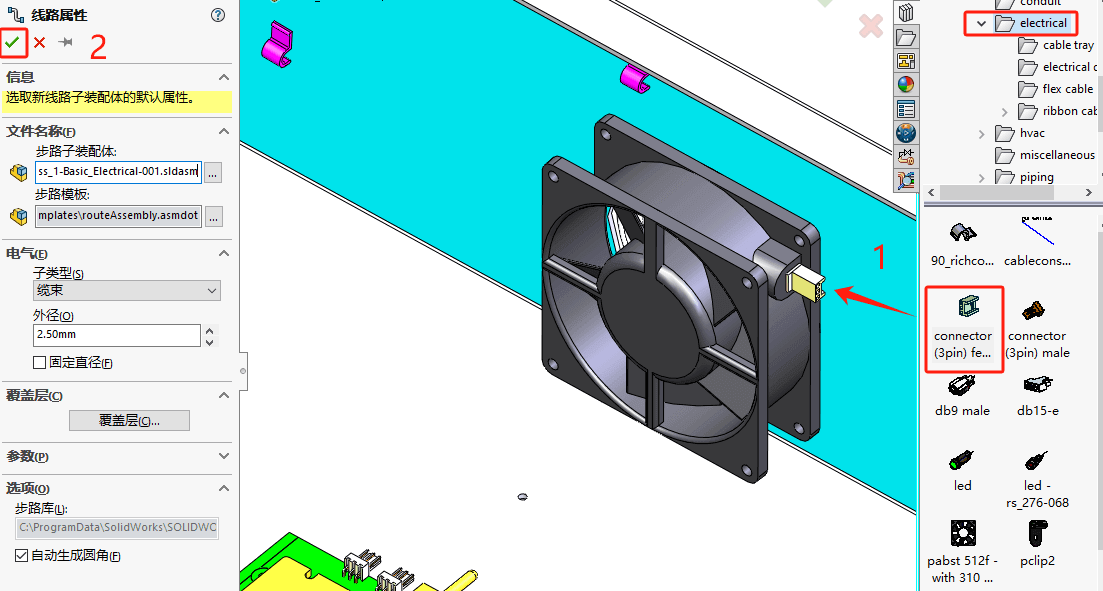 线路属性
2
信息
选取新线路子装配体的默认属性。
文件名称(F)
步路子装配体:
ss_1-Basic_Electrical-001.sldasm
...
步路模板:
mplates\routeAssembly.asmdot
...
电气(E)
子类型(S)
缆束
外径(O)
2.50mm
固定直径(F)
覆盖层(C)
覆盖层(C)...
参数(P)
选项(O)
步路库(L):
C:\ProgramData\SolidWorks\SOLIDWC
自动生成圆角(F)
1
conduit
electrical
cable tray
electrical c
flex cable
ribbon cab
hvac
miscellaneous
piping
90_richco...
cablecons...
connector
(3pin) fe...
connector
(3pin) male
db9 male
db15-e
led
led -
rs_276-068
pabst 512f -
with 310 ...
pclip2